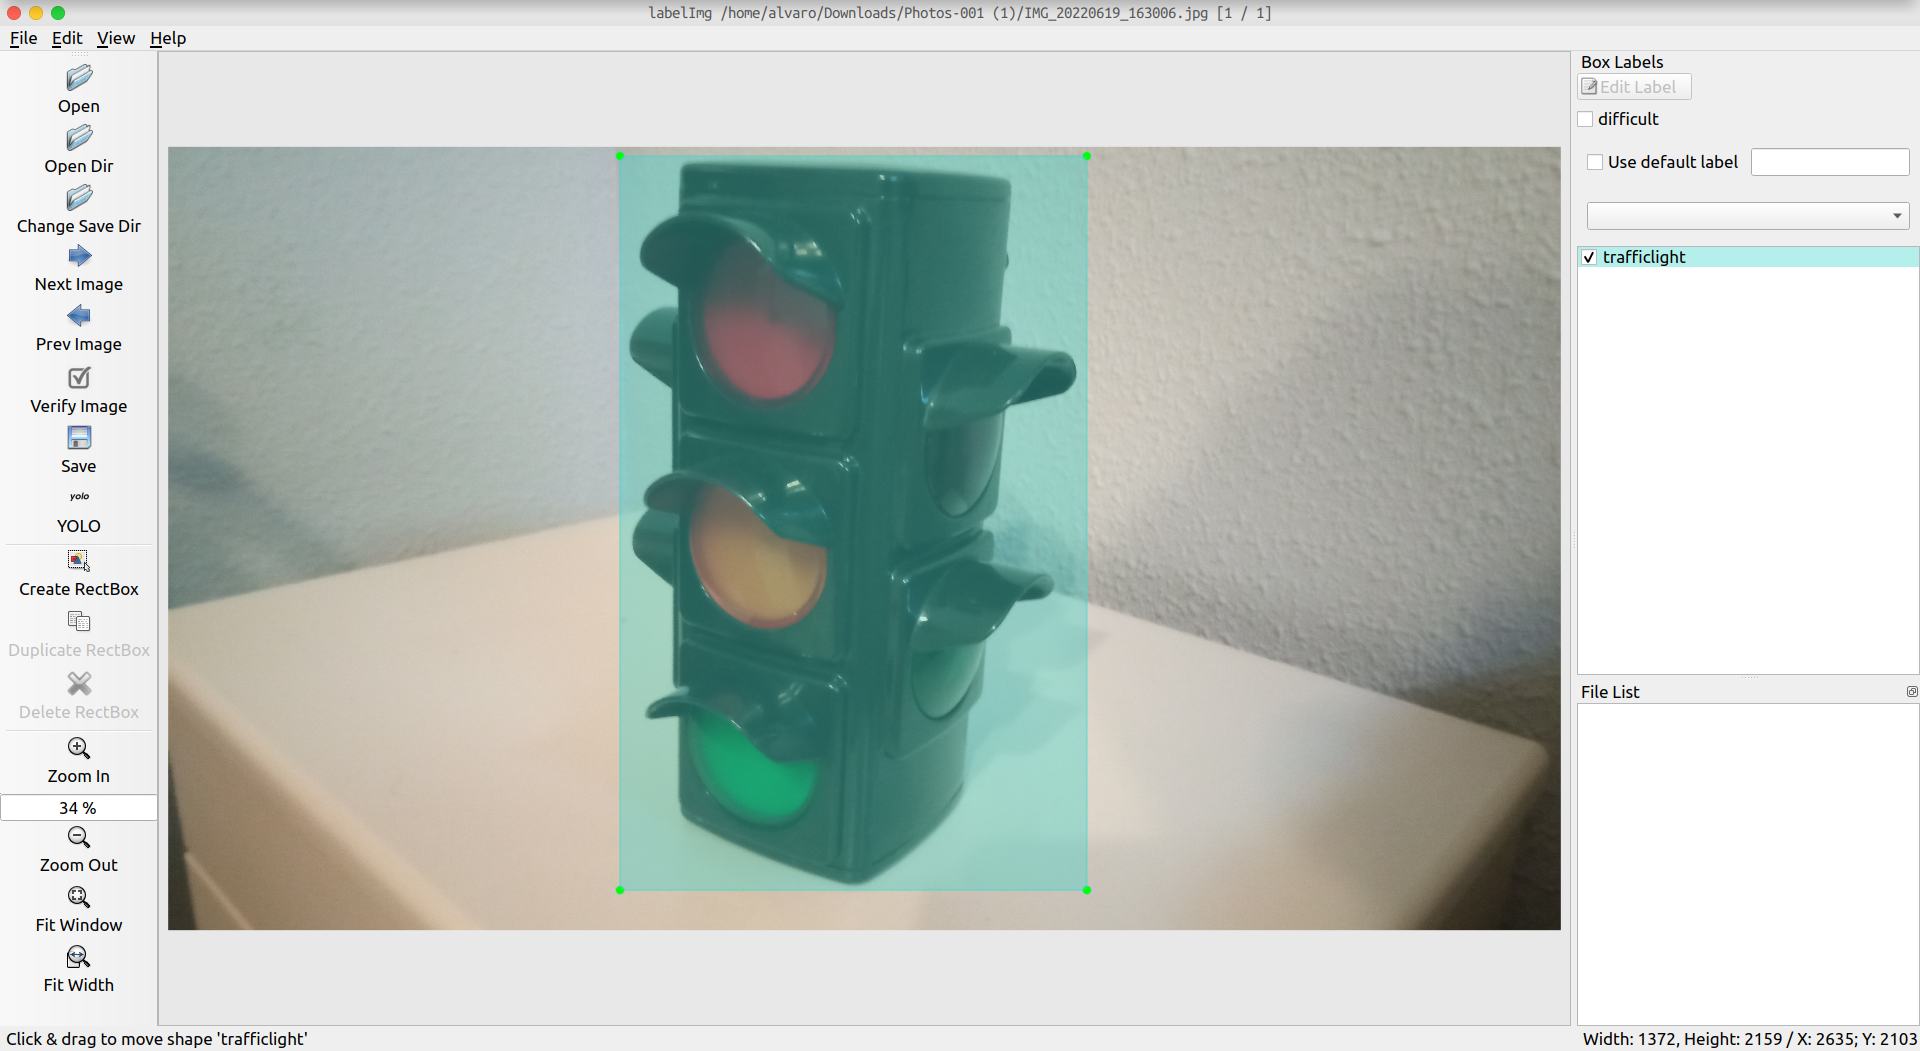 labelImg /home/alvaro/Downloads/Photos-001 (1)/IMG_20220619_163006.jpg [1 / 1]
File Edit View Help
Open
Open Dir
Change Save Dir
Next Image
Prev Image
Verify Image
Save
yolo
YOLO
Create RectBox
Duplicate RectBox
Delete RectBox
Zoom In
34 %
Zoom Out
Fit Window
Fit Width
Box Labels
Edit Label
difficult
Use default label
trafficlight
File List
Click & drag to move shape 'trafficlight'
Width: 1372, Height: 2159 / X: 2635; Y: 2103